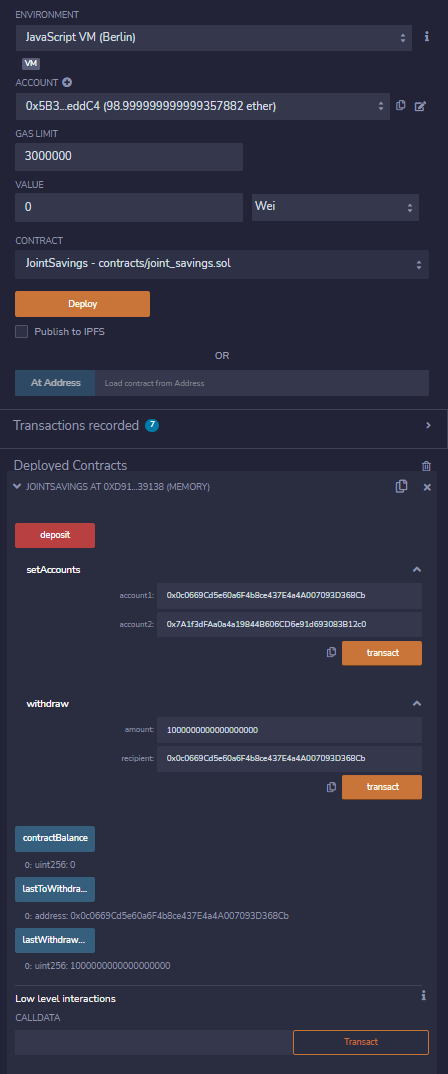 ENVIRONMENT
JavaScript VM (Berlin)
VM
ACCOUNT
0x5B3...eddC4 (98.999999999999357882 ether)
GAS LIMIT
3000000
VALUE
0
Wei
CONTRACT
JointSavings - contracts/joint_savings.sol
Deploy
Publish to IPFS
OR
At Address
Load contract from Address
Transactions recorded 7
Deployed Contracts
JOINTSAVINGS AT 0XD91...39138 (MEMORY)
deposit
setAccounts
account1: 0x0c0669Cd5e60a6F4b8ce437E4a4A007093D368Cb
account2: 0x7A1f3dFAa0a4a19844B606CD6e91d693083B12c0
transact
withdraw
amount: 1000000000000000000
recipient: 0x0c0669Cd5e60a6F4b8ce437E4a4A007093D368Cb
transact
contractBalance
0: uint256: 0
lastToWithdra...
0: address: 0x0c0669Cd5e60a6F4b8ce437E4a4A007093D368Cb
lastWithdraw...
0: uint256: 1000000000000000000
Low level interactions
CALLDATA
Transact